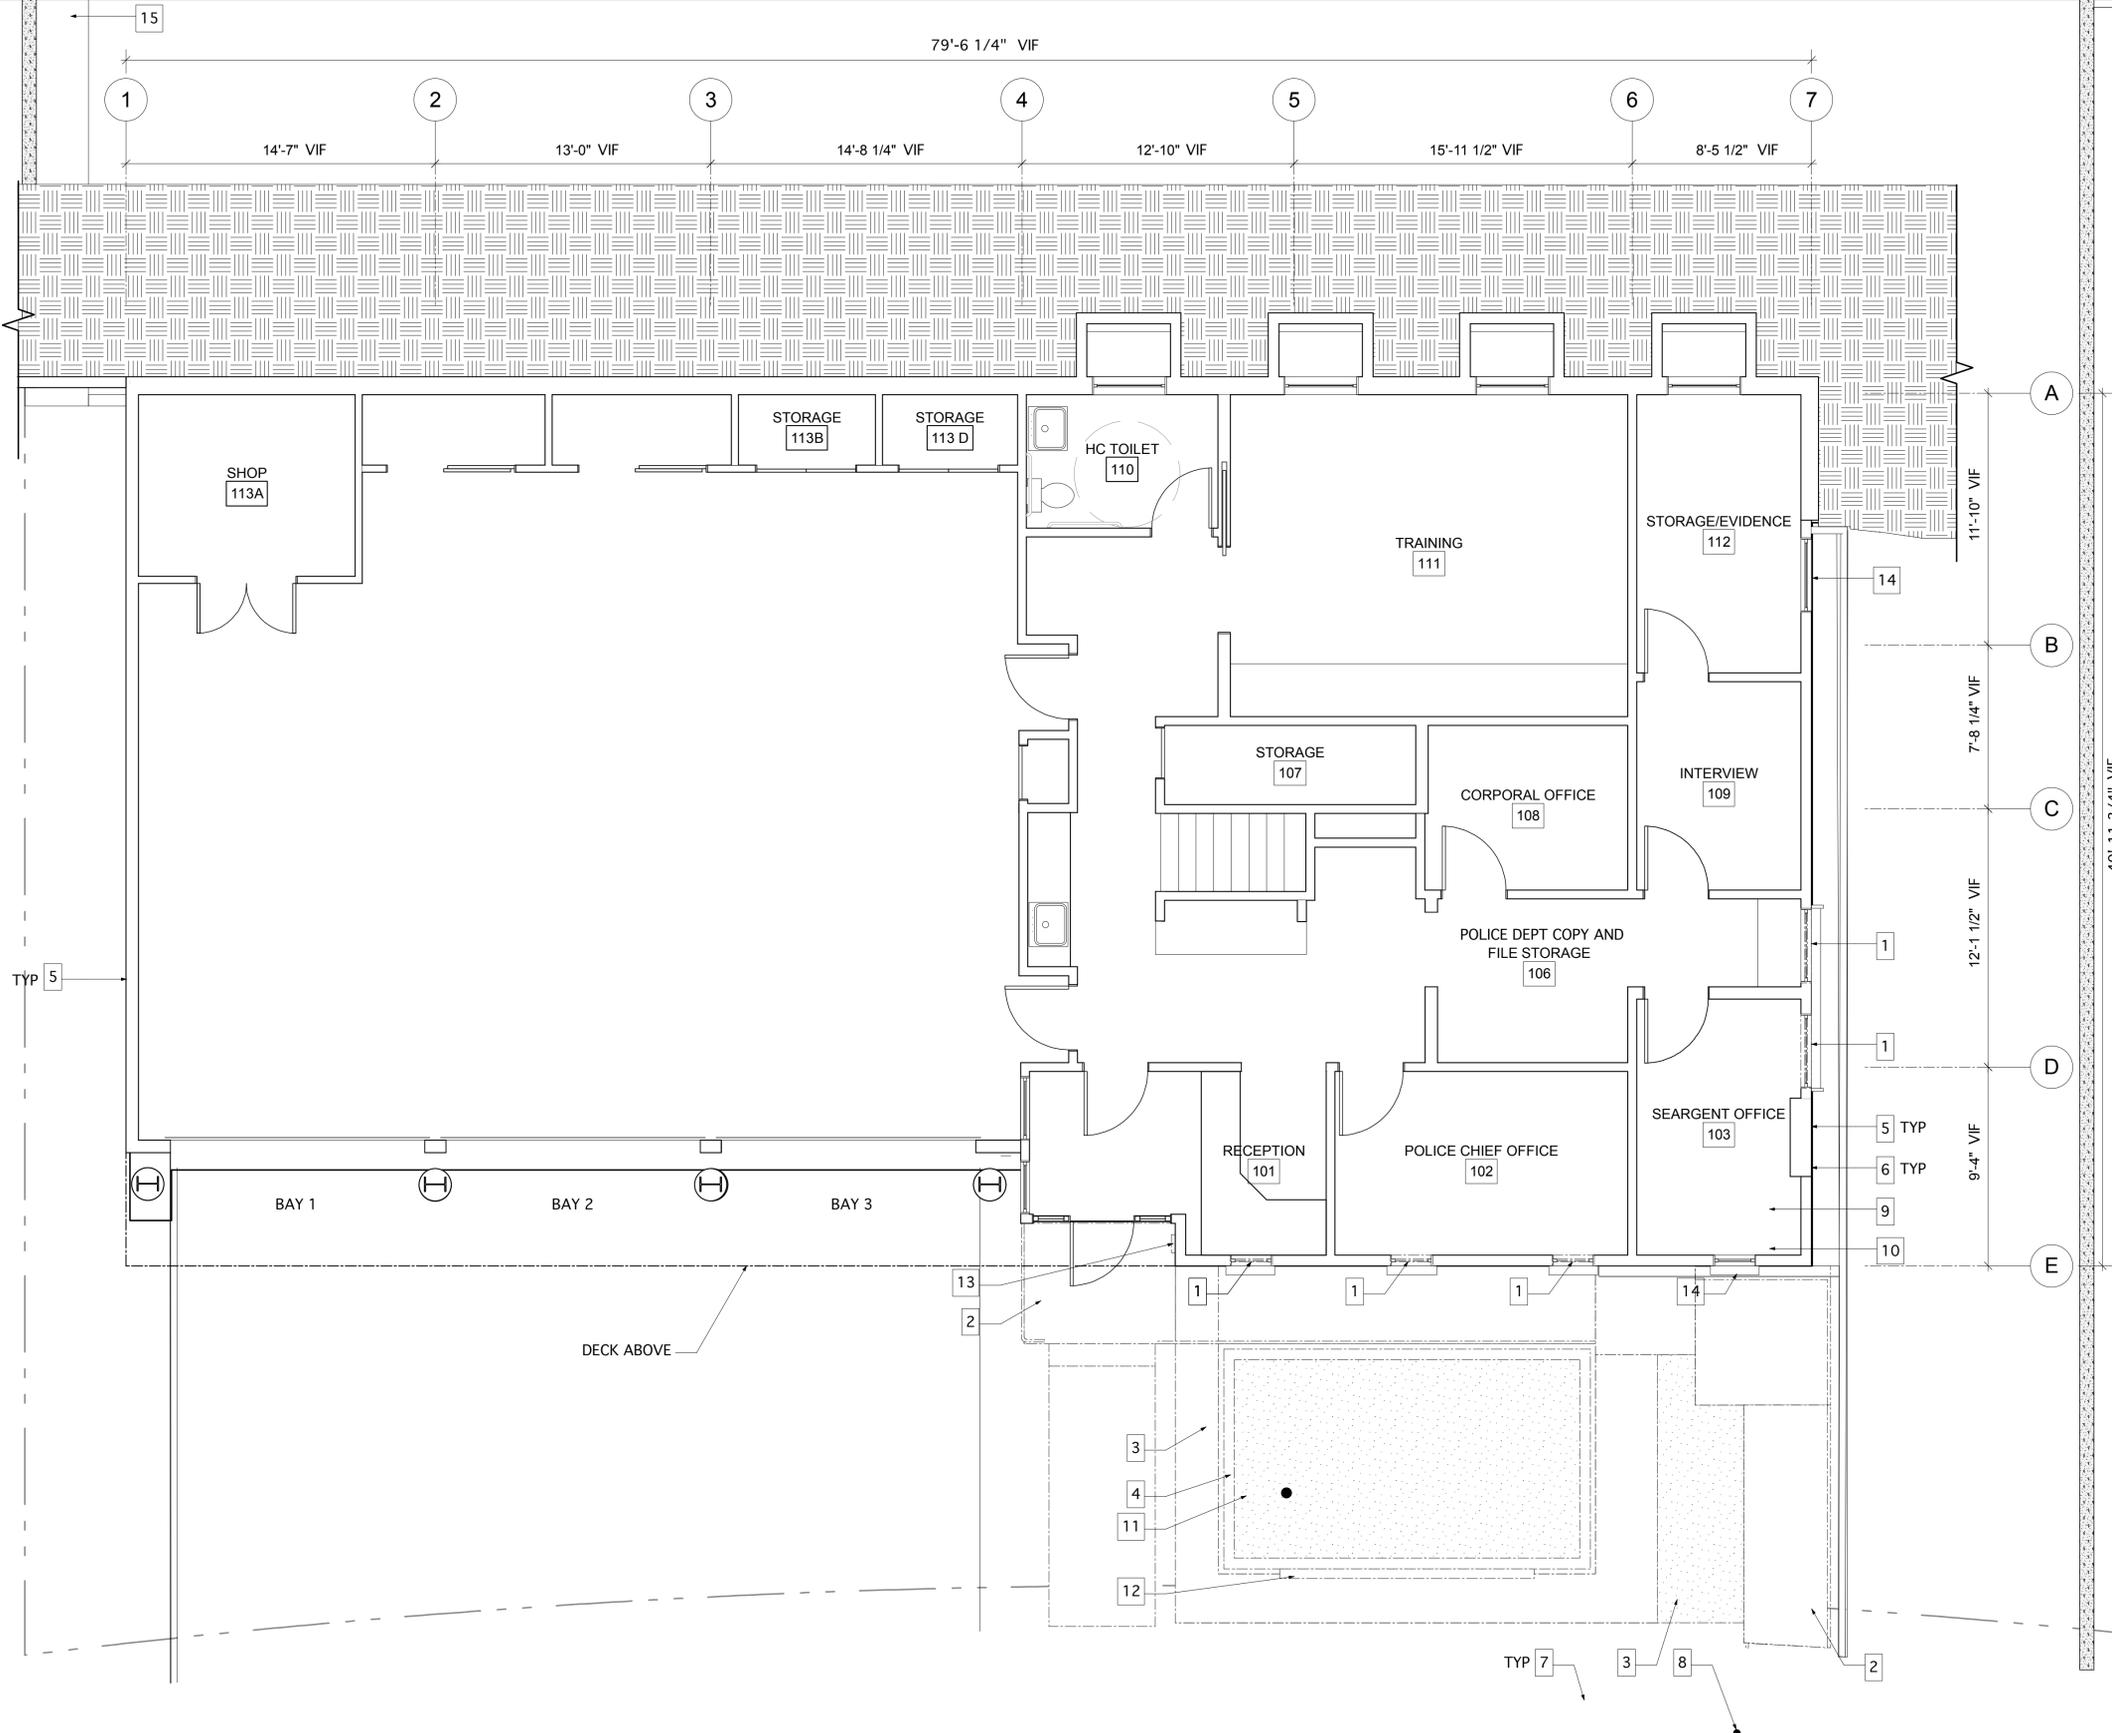 15
79'-6 1/4" VIF
1 2 3 4 5 6 7
14'-7" VIF 13'-0" VIF 14'-8 1/4" VIF 12'-10" VIF 15'-11 1/2" VIF 8'-5 1/2" VIF
A
STORAGE
113B
STORAGE
113 D
HC TOILET
110
SHOP
113A
11'-10" VIF
STORAGE/EVIDENCE
112
TRAINING
111
14
B
7'-8 1/4" VIF
STORAGE
107
INTERVIEW
109
CORPORAL OFFICE
108
C
POLICE DEPT COPY AND
FILE STORAGE
106
12'-1 1/2" VIF
1
TYP 5
1
D
SEARGENT OFFICE
103
5 TYP
RECEPTION
101
POLICE CHIEF OFFICE
102
9'-4" VIF
6 TYP
BAY 1 BAY 2 BAY 3
9
10
E
13
1 1 1 14
2
DECK ABOVE
3
4
11
12
TYP 7 3 8 2